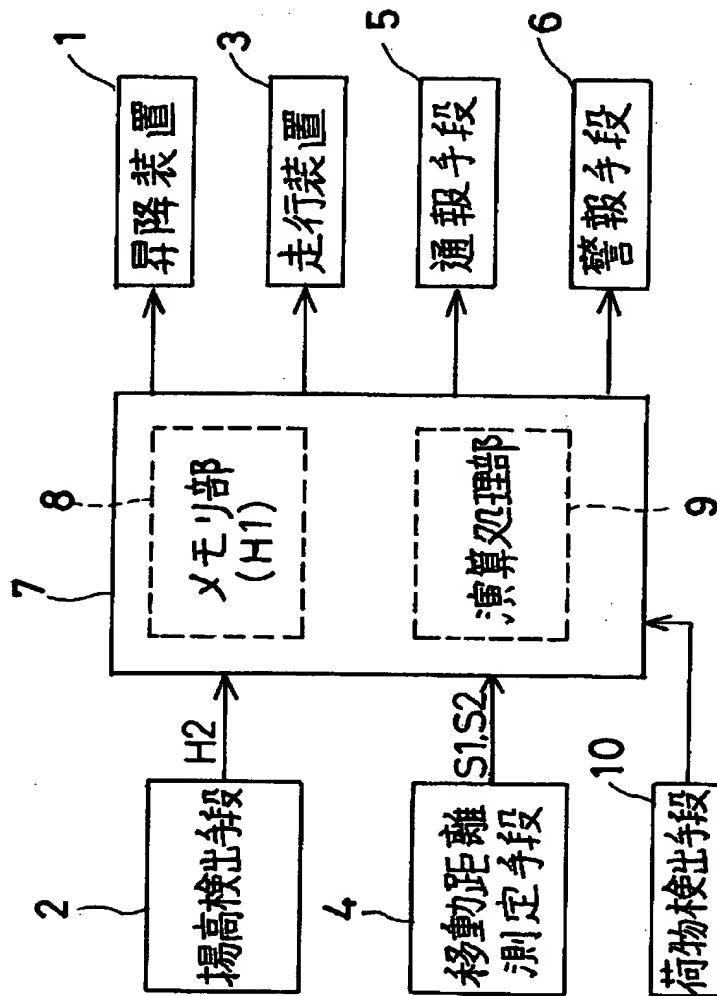 2
揚高検出手段
H2
4
移動距離
測定手段
S1,S2
10
荷物検出手段
7
8
メモリ部
(H1)
演算処理部
9
1
昇降装置
3
走行装置
5
通報手段
6
警報手段